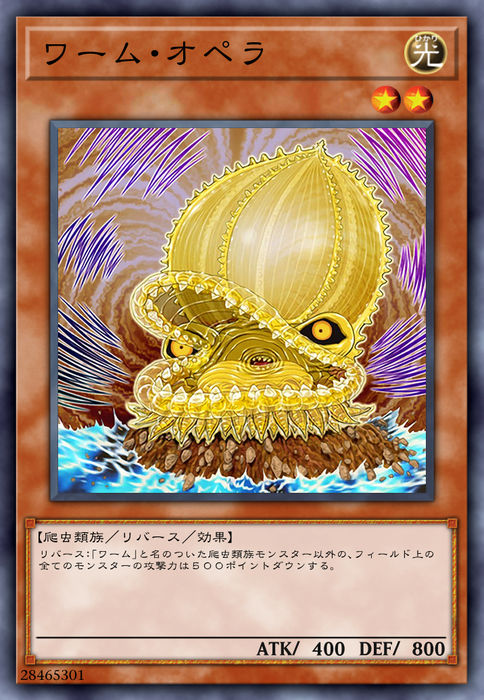 ワーム・オペラ
ひかり
光
【爬虫類族／リバース／効果】
リバース：「ワーム」と名のついた爬虫類族モンスター以外の、フィールド上の
全てのモンスターの攻撃力は５００ポイントダウンする。
ATK/ 400 DEF/ 800
28465301